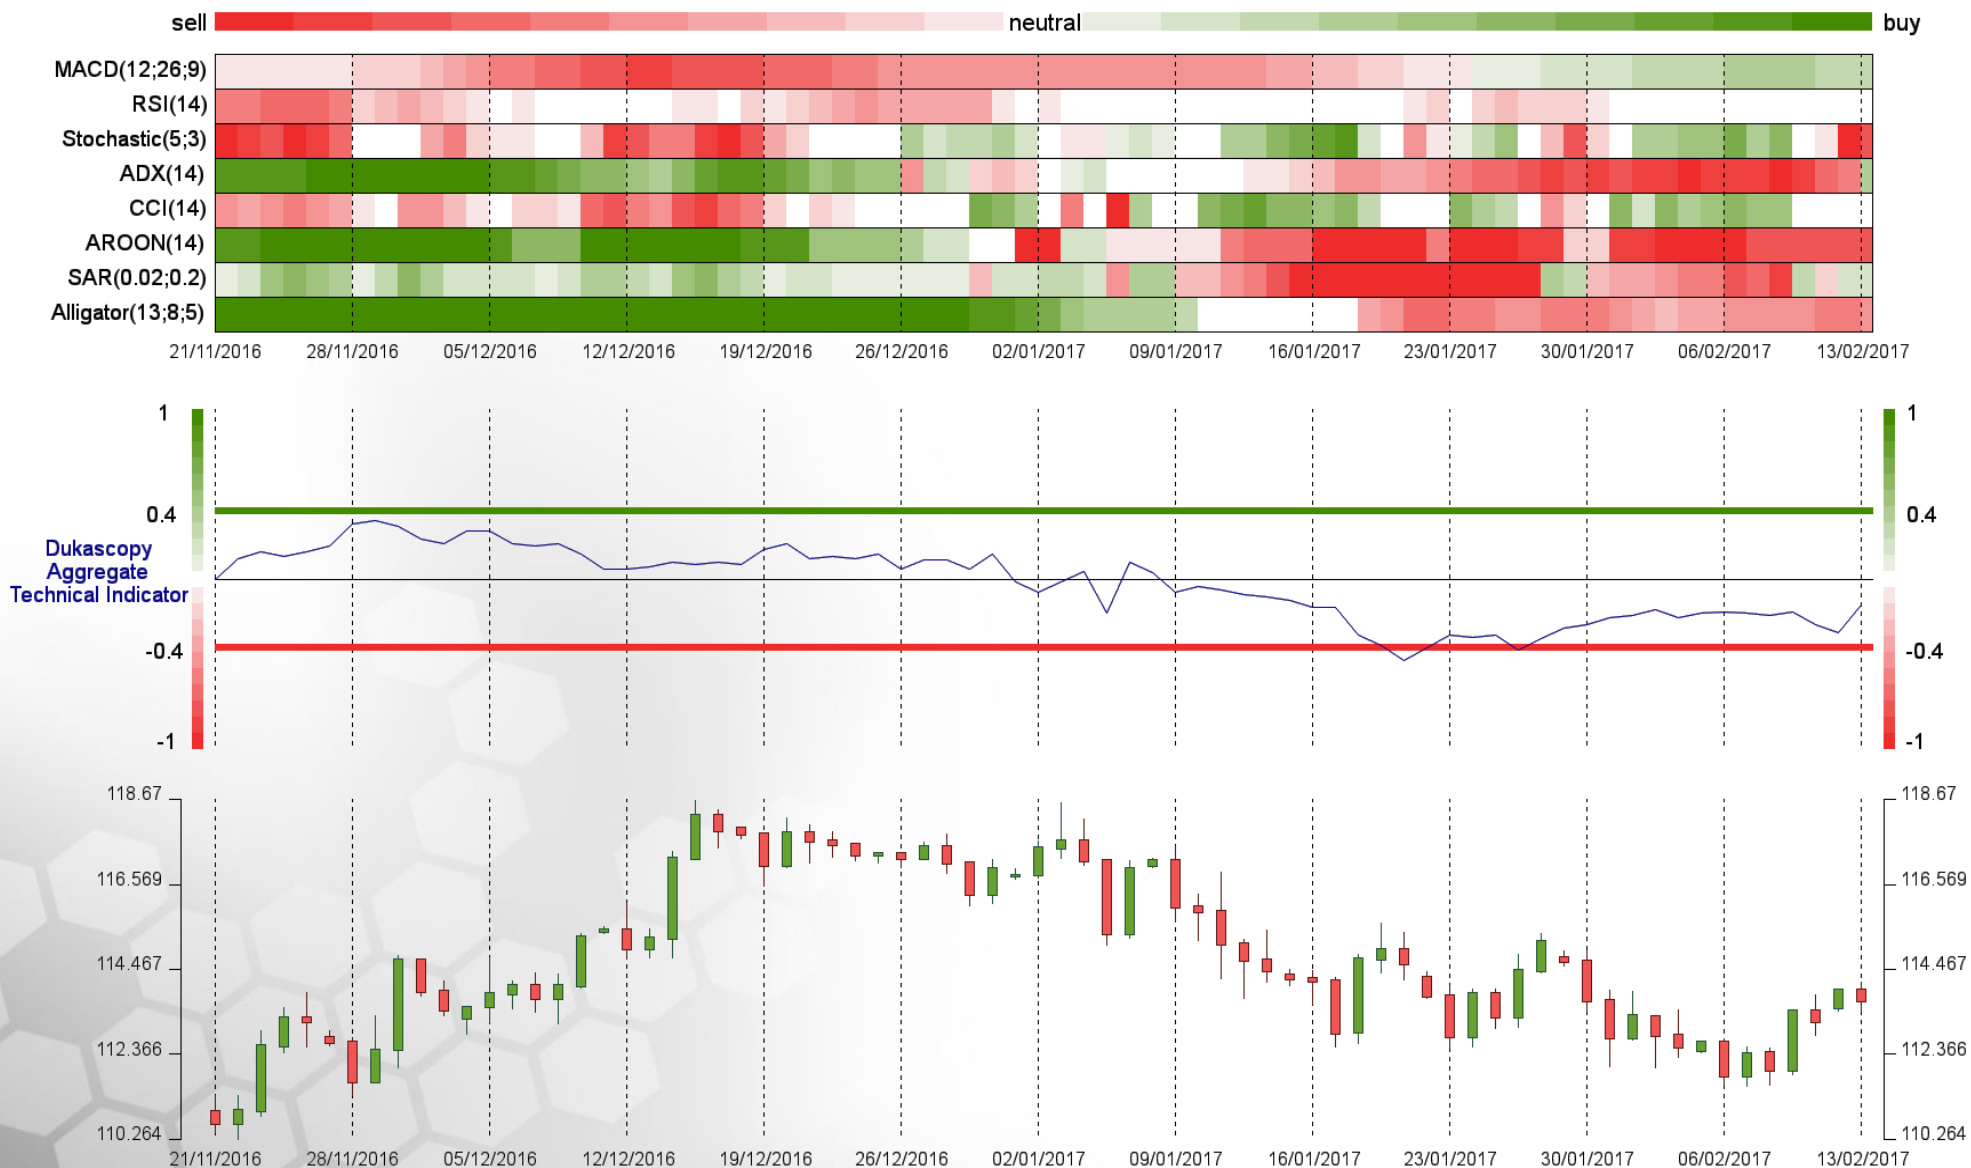 sell neutral buy
MACD(12;26;9)
RSI(14)
Stochastic(5;3)
ADX(14)
CCI(14)
AROON(14)
SAR(0.02;0.2)
Alligator(13;8;5)
21/11/2016 28/11/2016 05/12/2016 12/12/2016 19/12/2016 26/12/2016 02/01/2017 09/01/2017 16/01/2017 23/01/2017 30/01/2017 06/02/2017 13/02/2017
1 1
0.4 0.4
Dukascopy
Aggregate
Technical Indicator
-0.4 -0.4
-1 -1
118.67 118.67
116.569 116.569
114.467 114.467
112.366 112.366
110.264 110.264
21/11/2016 28/11/2016 05/12/2016 12/12/2016 19/12/2016 26/12/2016 02/01/2017 09/01/2017 16/01/2017 23/01/2017 30/01/2017 06/02/2017 13/02/2017